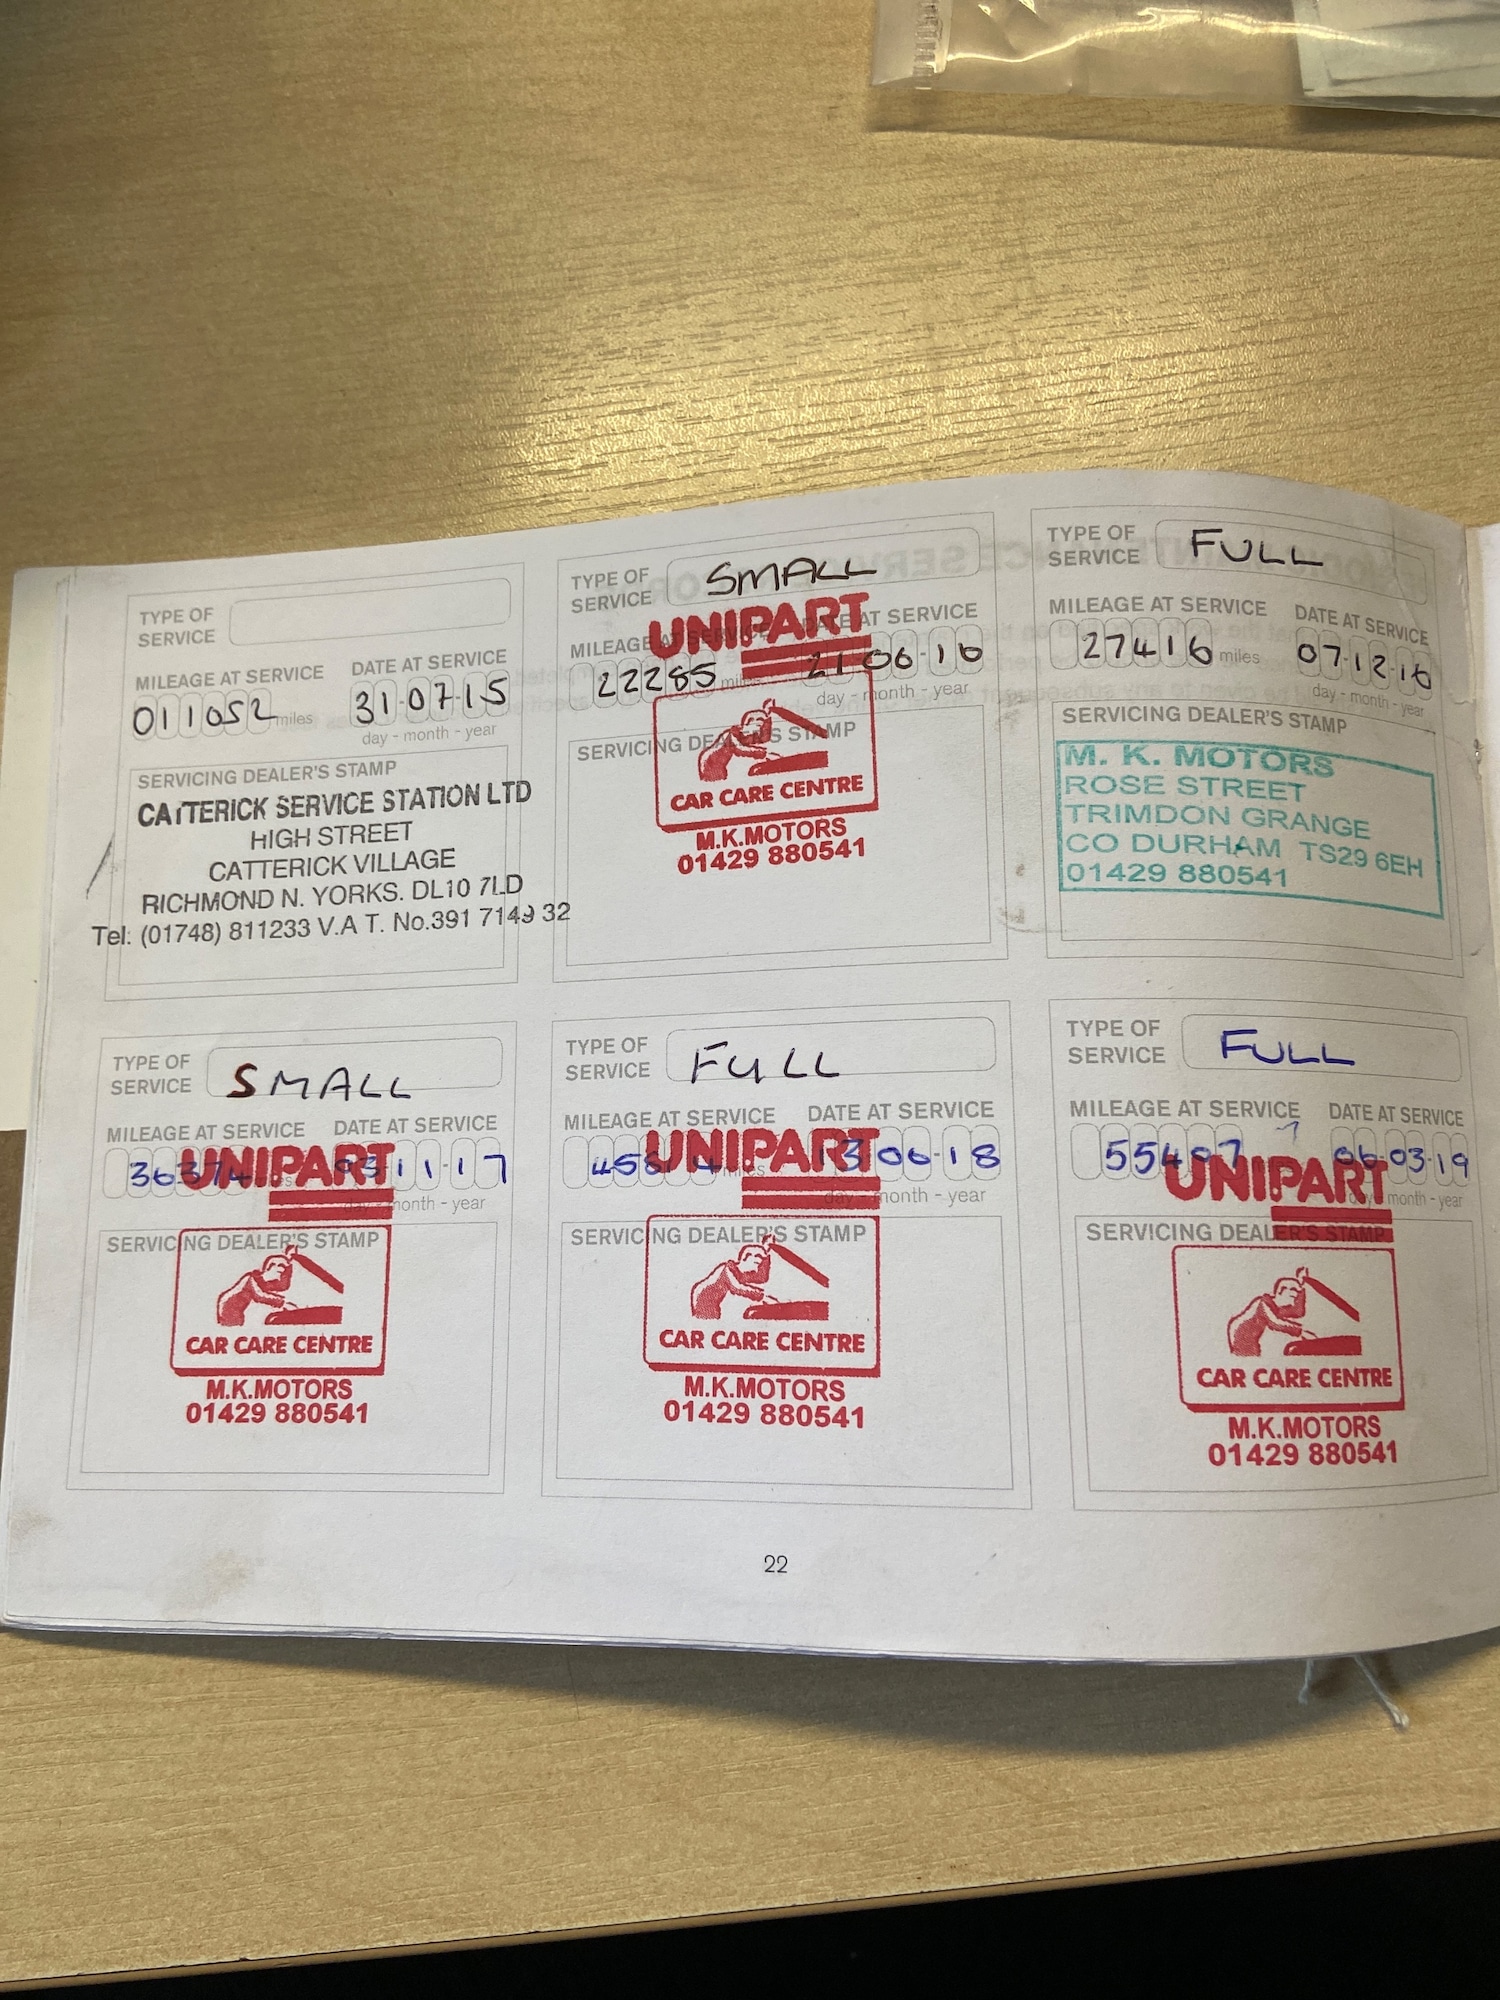 TYPE OF
SERVICE
MILEAGE AT SERVICE DATE AT SERVICE
011052 miles 31-07-15
day - month - year
SERVICING DEALER'S STAMP
CATTERICK SERVICE STATION LTD
HIGH STREET
CATTERICK VILLAGE
RICHMOND N. YORKS. DL10 7LD
Tel: (01748) 811233 V.A T. No.391 7149 32
TYPE OF
SERVICE SMALL
UNIPART
MILEAGE AT SERVICE DATE AT SERVICE
22285 miles 21-06-16
day - month - year
SERVICING DEALER'S STAMP
CAR CARE CENTRE
M.K.MOTORS
01429 880541
TYPE OF
SERVICE FULL
MILEAGE AT SERVICE DATE AT SERVICE
27416 miles 07-12-16
day - month - year
SERVICING DEALER'S STAMP
M. K. MOTORS
ROSE STREET
TRIMDON GRANGE
CO DURHAM TS29 6EH
01429 880541
TYPE OF
SERVICE SMALL
MILEAGE AT SERVICE DATE AT SERVICE
UNIPART
day - month - year
SERVICING DEALER'S STAMP
CAR CARE CENTRE
M.K.MOTORS
01429 880541
TYPE OF
SERVICE FULL
MILEAGE AT SERVICE DATE AT SERVICE
UNIPART
day - month - year
SERVICING DEALER'S STAMP
CAR CARE CENTRE
M.K.MOTORS
01429 880541
TYPE OF
SERVICE FULL
MILEAGE AT SERVICE DATE AT SERVICE
55407 06-03-19
UNIPART
day - month - year
SERVICING DEALER'S STAMP
CAR CARE CENTRE
M.K.MOTORS
01429 880541
22